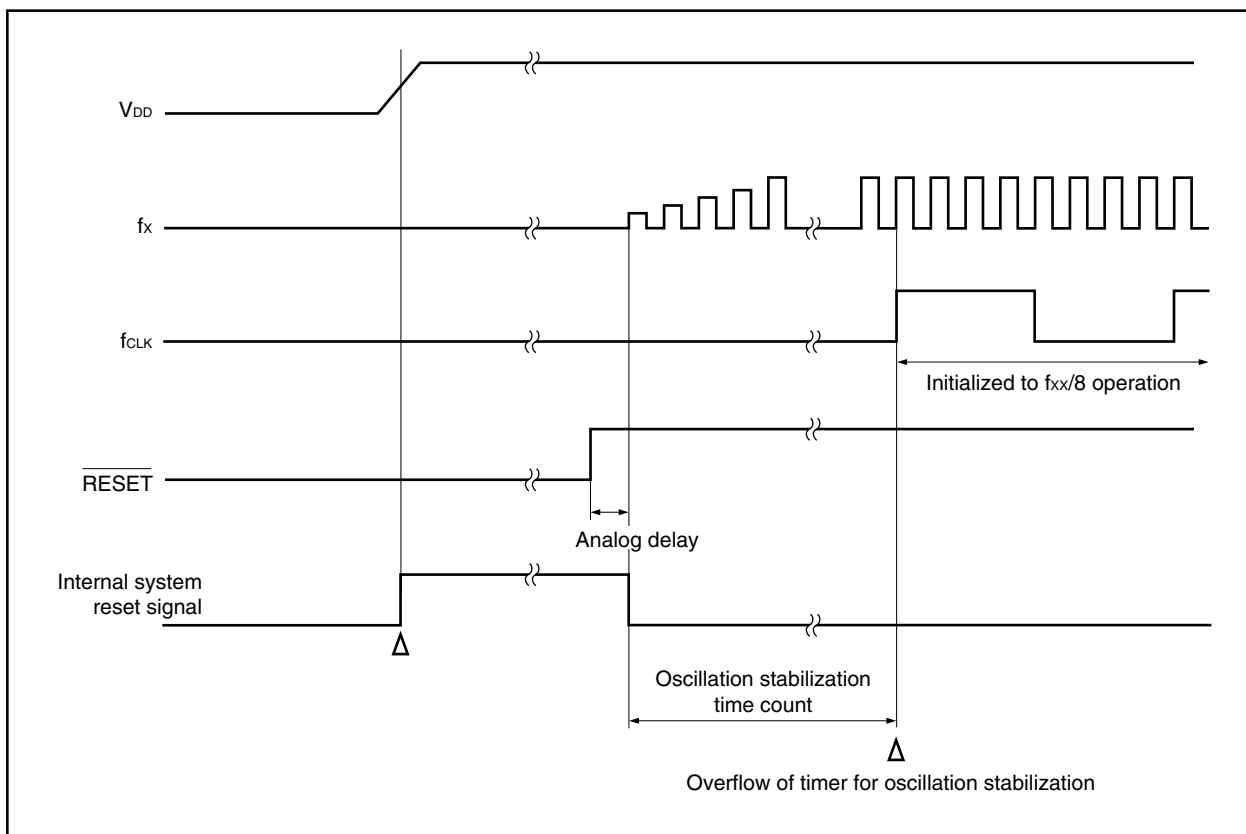 VDD
fX
fCLK
Initialized to fXX/8 operation
RESET
Analog delay
Internal system
reset signal
Oscillation stabilization
time count
Overflow of timer for oscillation stabilization